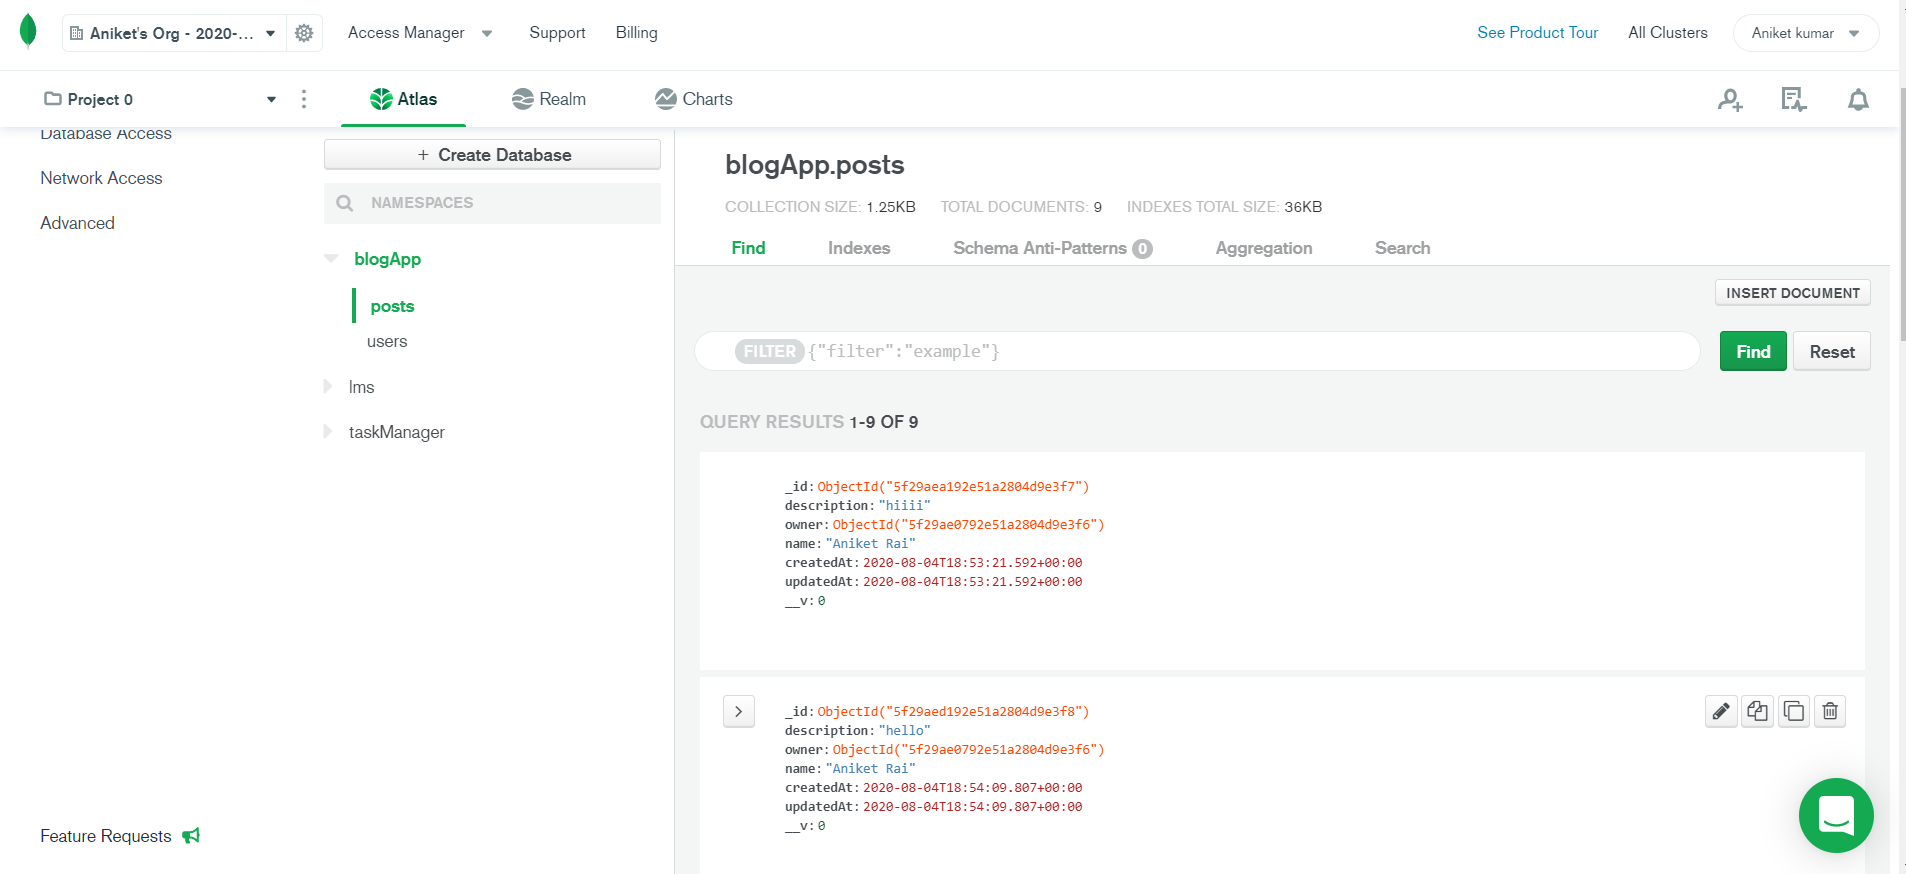 Aniket's Org - 2020-...
Access Manager
Support
Billing
See Product Tour
All Clusters
Aniket kumar
Project 0
Atlas
Realm
Charts
Database Access
Network Access
Advanced
Feature Requests
+ Create Database
NAMESPACES
blogApp
posts
users
lms
taskManager
blogApp.posts
COLLECTION SIZE: 1.25KB TOTAL DOCUMENTS: 9 INDEXES TOTAL SIZE: 36KB
Find Indexes Schema Anti-Patterns 0 Aggregation Search
INSERT DOCUMENT
FILTER {"filter":"example"}
Find
Reset
QUERY RESULTS 1-9 OF 9
_id: ObjectId("5f29aea192e51a2804d9e3f7")
description: "hiiii"
owner: ObjectId("5f29ae0792e51a2804d9e3f6")
name: "Aniket Rai"
createdAt: 2020-08-04T18:53:21.592+00:00
updatedAt: 2020-08-04T18:53:21.592+00:00
__v: 0
_id: ObjectId("5f29aed192e51a2804d9e3f8")
description: "hello"
owner: ObjectId("5f29ae0792e51a2804d9e3f6")
name: "Aniket Rai"
createdAt: 2020-08-04T18:54:09.807+00:00
updatedAt: 2020-08-04T18:54:09.807+00:00
__v: 0